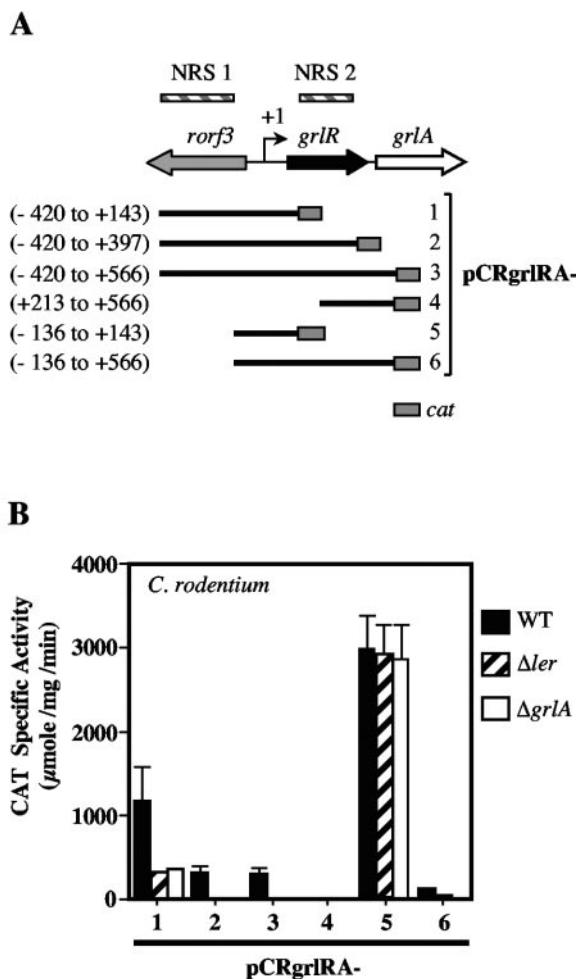 A
NRS 1 NRS 2
+1
rorf3 grlR grlA
(- 420 to +143) 1
(- 420 to +397) 2
(- 420 to +566) 3
pCRgrlRA-
(+213 to +566) 4
(- 136 to +143) 5
(- 136 to +566) 6
cat
B
4000
C. rodentium
WT
3000
Δler
ΔgrlA
2000
CAT Specific Activity
(μmole /mg /min)
1000
0
1 2 3 4 5 6
pCRgrlRA-